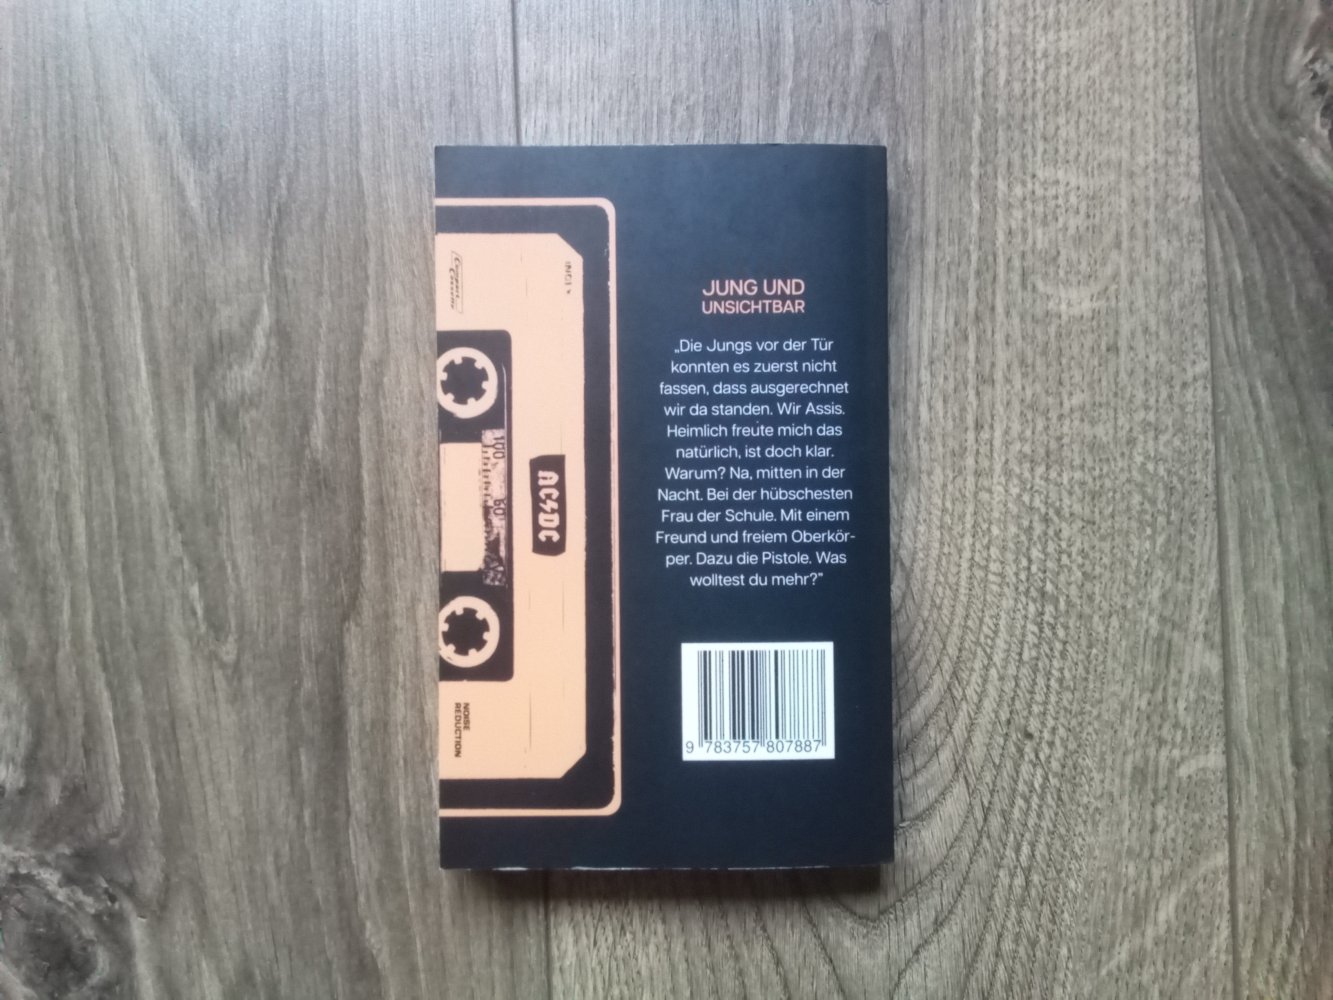 JUNG UND
UNSICHTBAR
„Die Jungs vor der Tür
konnten es zuerst nicht
fassen, dass ausgerechnet
wir da standen. Wir Assis.
Heimlich freute mich das
natürlich, ist doch klar.
Warum? Na, mitten in der
Nacht. Bei der hübschesten
Frau der Schule. Mit einem
Freund und freiem Oberkör-
per. Dazu die Pistole. Was
wolltest du mehr?"
9 783757 807887
Compact
Cassette
100
50
AC⚡DC
NOISE
REDUCTION